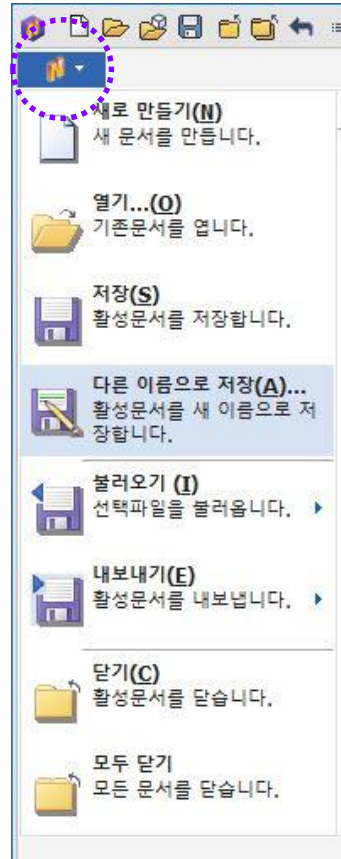 새로 만들기(N)
새 문서를 만듭니다.
열기...(O)
기존문서를 엽니다.
저장(S)
활성문서를 저장합니다.
다른 이름으로 저장(A)...
활성문서를 새 이름으로 저
장합니다.
불러오기 (I)
선택파일을 불러옵니다.
내보내기(E)
활성문서를 내보냅니다.
닫기(C)
활성문서를 닫습니다.
모두 닫기
모든 문서를 닫습니다.